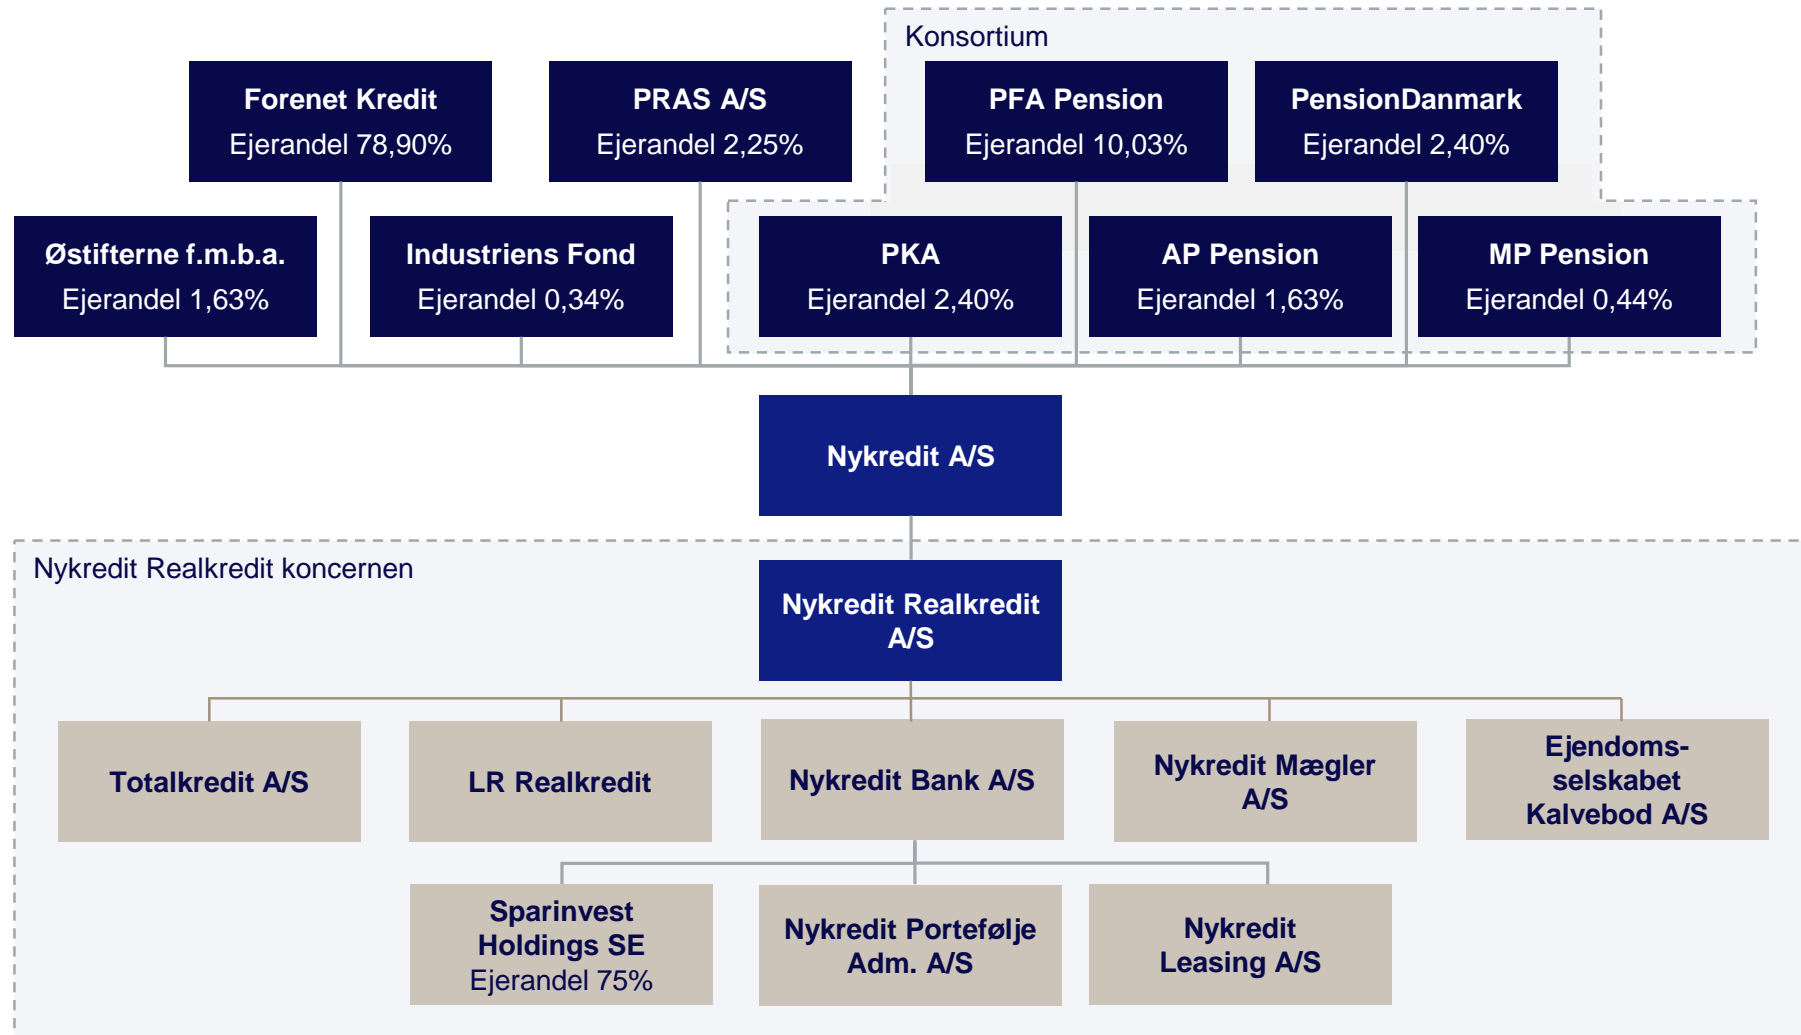 Konsortium
Forenet Kredit
Ejerandel 78,90%
PRAS A/S
Ejerandel 2,25%
PFA Pension
Ejerandel 10,03%
PensionDanmark
Ejerandel 2,40%
Østifterne f.m.b.a.
Ejerandel 1,63%
Industriens Fond
Ejerandel 0,34%
PKA
Ejerandel 2,40%
AP Pension
Ejerandel 1,63%
MP Pension
Ejerandel 0,44%
Nykredit A/S
Nykredit Realkredit koncernen
Nykredit Realkredit
A/S
Totalkredit A/S
LR Realkredit
Nykredit Bank A/S
Nykredit Mægler
A/S
Ejendoms-
selskabet
Kalvebod A/S
Sparinvest
Holdings SE
Ejerandel 75%
Nykredit Portefølje
Adm. A/S
Nykredit
Leasing A/S